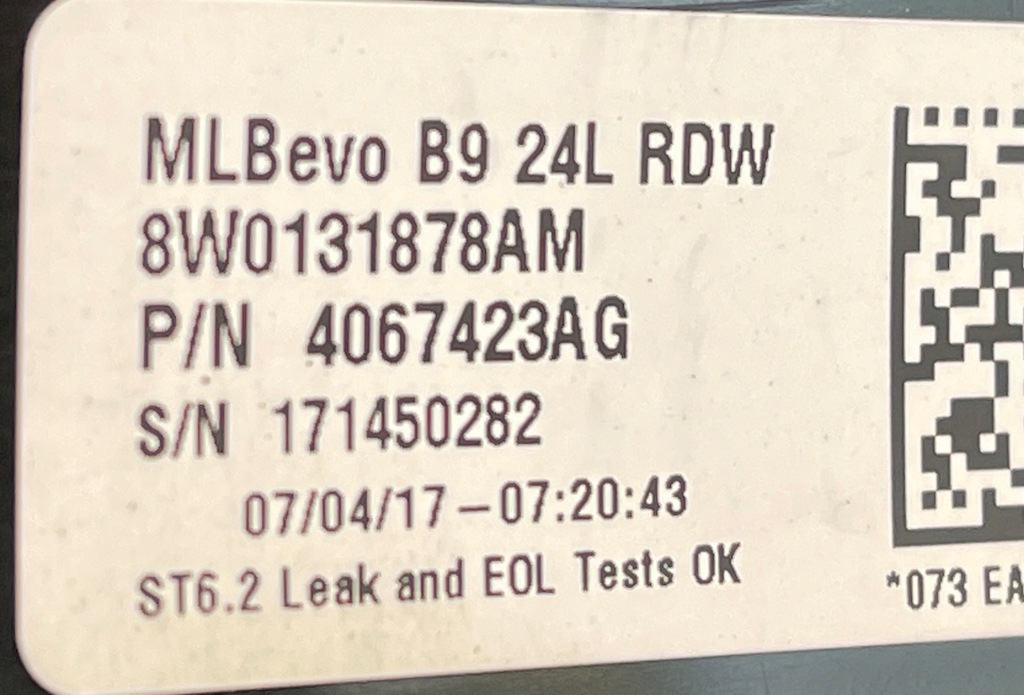 MLBevo B9 24L RDW
8W0131878AM
P/N 4067423AG
S/N 171450282
07/04/17–07:20:43
ST6.2 Leak and EOL Tests OK
*073 EA